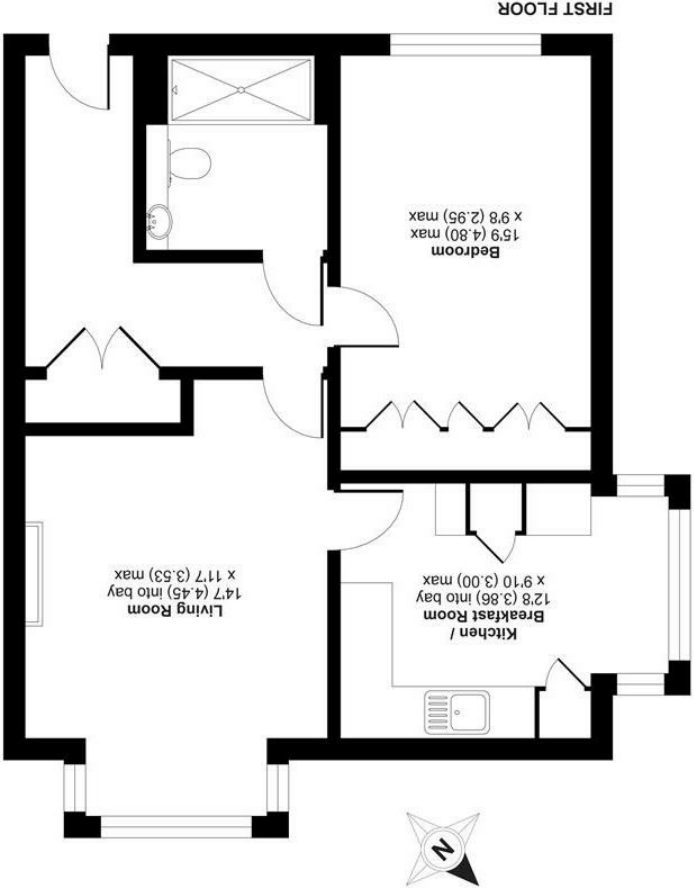 N
Kitchen /
Breakfast Room
12'8 (3.86) into bay
x 9'10 (3.00) max
Living Room
14'7 (4.45) into bay
x 11'7 (3.53) max
Bedroom
15'9 (4.80) max
x 9'8 (2.95) max
FIRST FLOOR